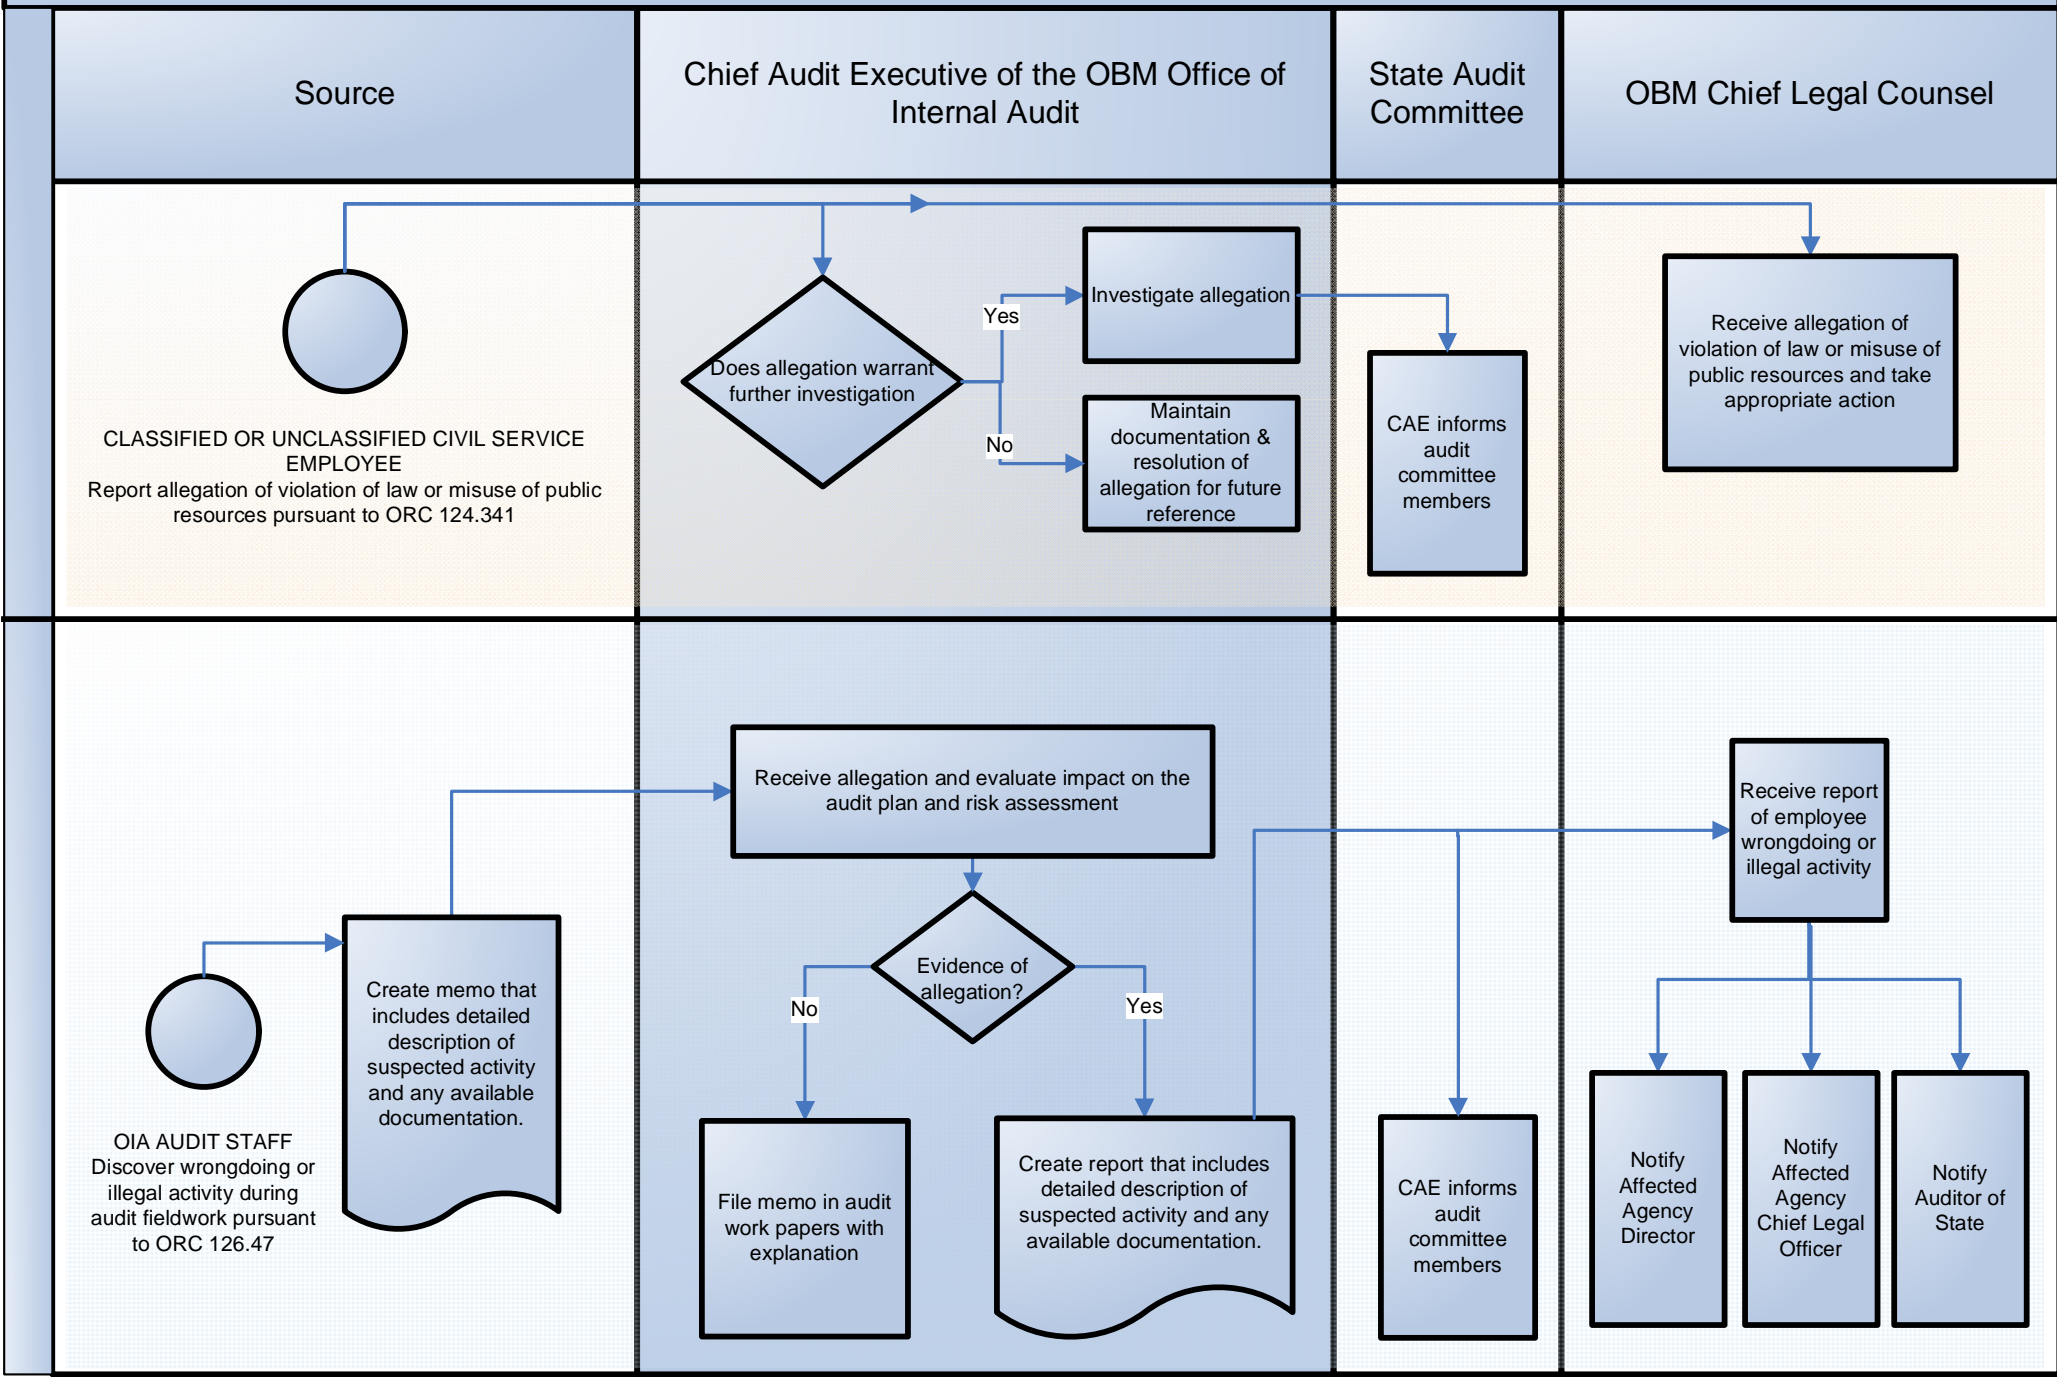 Source
Chief Audit Executive of the OBM Office of
Internal Audit
State Audit
Committee
OBM Chief Legal Counsel
CLASSIFIED OR UNCLASSIFIED CIVIL SERVICE
EMPLOYEE
Report allegation of violation of law or misuse of public
resources pursuant to ORC 124.341
Does allegation warrant
further investigation
Yes
No
Investigate allegation
Maintain
documentation &
resolution of
allegation for future
reference
CAE informs
audit
committee
members
Receive allegation of
violation of law or misuse of
public resources and take
appropriate action
OIA AUDIT STAFF
Discover wrongdoing or
illegal activity during
audit fieldwork pursuant
to ORC 126.47
Create memo that
includes detailed
description of
suspected activity
and any available
documentation.
Receive allegation and evaluate impact on the
audit plan and risk assessment
Evidence of
allegation?
No
Yes
File memo in audit
work papers with
explanation
Create report that includes
detailed description of
suspected activity and any
available documentation.
CAE informs
audit
committee
members
Receive report
of employee
wrongdoing or
illegal activity
Notify
Affected
Agency
Director
Notify
Affected
Agency
Chief Legal
Officer
Notify
Auditor of
State